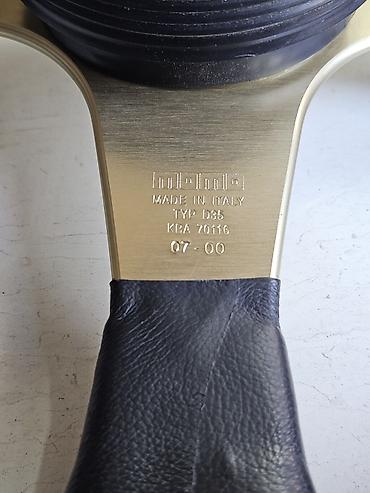 momo
MADE IN ITALY
TYP D35
KBA 70116
07-00